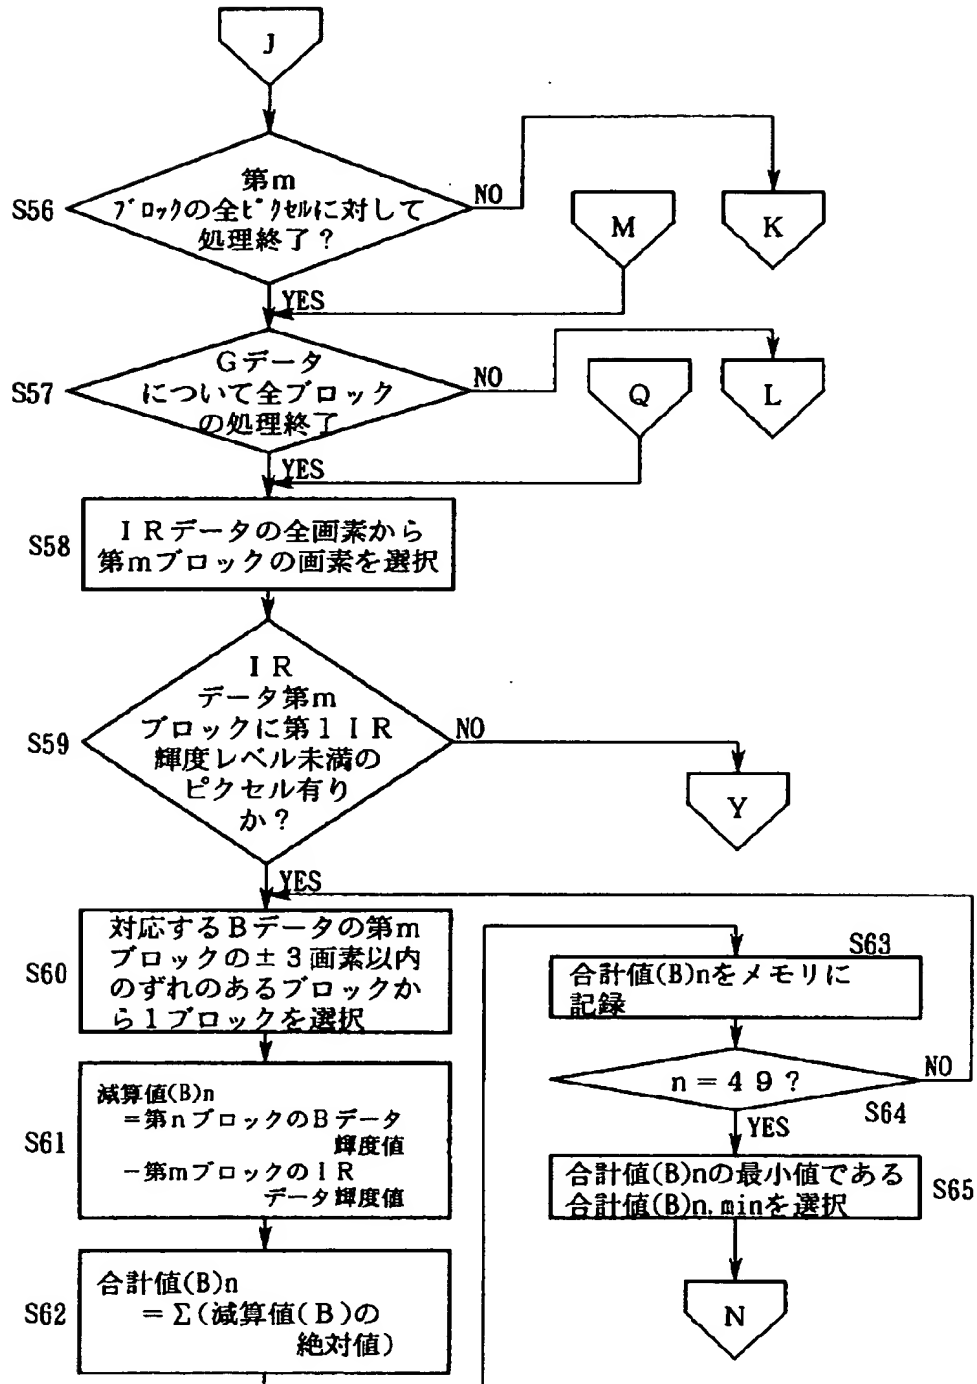 J
S56
第m
ブロックの全ピクセルに対して
処理終了？
NO
M
K
YES
S57
Gデータ
について全ブロック
の処理終了
NO
Q
L
YES
S58
ＩＲデータの全画素から
第mブロックの画素を選択
S59
ＩＲ
データ第m
ブロックに第１ＩＲ
輝度レベル未満の
ピクセル有り
か？
NO
Y
YES
S60
対応するBデータの第m
ブロックの±３画素以内
のずれのあるブロックか
ら１ブロックを選択
S61
減算値(B)n
＝第nブロックのBデータ
輝度値
－第mブロックのＩＲ
データ輝度値
S62
合計値(B)n
＝Σ(減算値(B)の
絶対値)
S63
合計値(B)nをメモリに
記録
n＝４９？
NO
S64
YES
合計値(B)nの最小値である
合計値(B)n,minを選択
S65
N